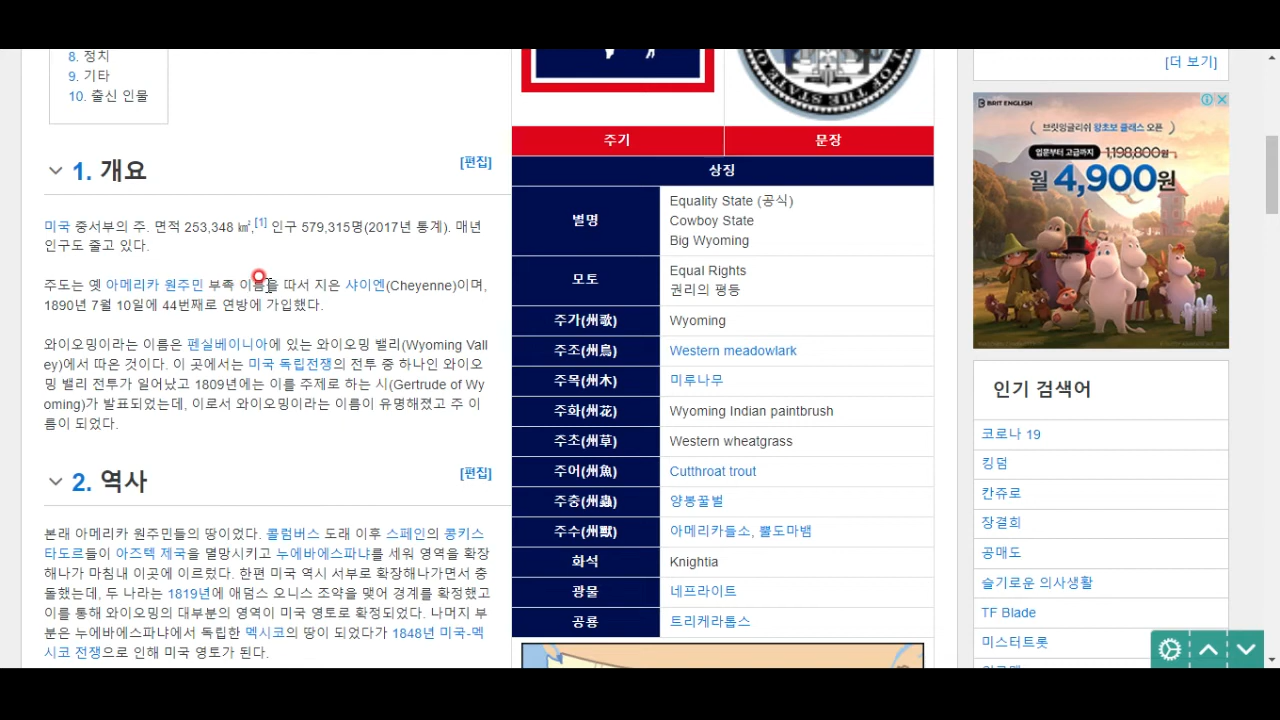 8. 정치
9. 기타
10. 출신 인물
1. 개요
[편집]
미국 중서부의 주. 면적 253,348 ㎢,[1] 인구 579,315명(2017년 통계). 매년
인구도 줄고 있다.
주도는 옛 아메리카 원주민 부족 이름을 따서 지은 샤이엔(Cheyenne)이며,
1890년 7월 10일에 44번째로 연방에 가입했다.
와이오밍이라는 이름은 펜실베이니아에 있는 와이오밍 밸리(Wyoming Vall
ey)에서 따온 것이다. 이 곳에서는 미국 독립전쟁의 전투 중 하나인 와이오
밍 밸리 전투가 일어났고 1809년에는 이를 주제로 하는 시(Gertrude of Wy
oming)가 발표되었는데, 이로서 와이오밍이라는 이름이 유명해졌고 주 이
름이 되었다.
2. 역사
[편집]
본래 아메리카 원주민들의 땅이었다. 콜럼버스 도래 이후 스페인의 콩키스
타도르들이 아즈텍 제국을 멸망시키고 누에바에스파냐를 세워 영역을 확장
해나가 마침내 이곳에 이르렀다. 한편 미국 역시 서부로 확장해나가면서 충
돌했는데, 두 나라는 1819년에 애덤스 오니스 조약을 맺어 경계를 확정했고
이를 통해 와이오밍의 대부분의 영역이 미국 영토로 확정되었다. 나머지 부
분은 누에바에스파냐에서 독립한 멕시코의 땅이 되었다가 1848년 미국-멕
시코 전쟁으로 인해 미국 영토가 된다.
OF THE STATE O
주기 문장
상징
별명 Equality State (공식)
Cowboy State
Big Wyoming
모토 Equal Rights
권리의 평등
주가(州歌) Wyoming
주조(州鳥) Western meadowlark
주목(州木) 미루나무
주화(州花) Wyoming Indian paintbrush
주초(州草) Western wheatgrass
주어(州魚) Cutthroat trout
주충(州蟲) 양봉꿀벌
주수(州獸) 아메리카들소, 뿔도마뱀
화석 Knightia
광물 네프라이트
공룡 트리케라톱스
[더 보기]
BRIT ENGLISH
( 브릿잉글리쉬 왕초보 클래스 오픈 )
입문부터 고급까지 1,198,800원
월 4,900원
인기 검색어
코로나 19
킹덤
칸쥬로
장결희
공매도
슬기로운 의사생활
TF Blade
미스터트롯